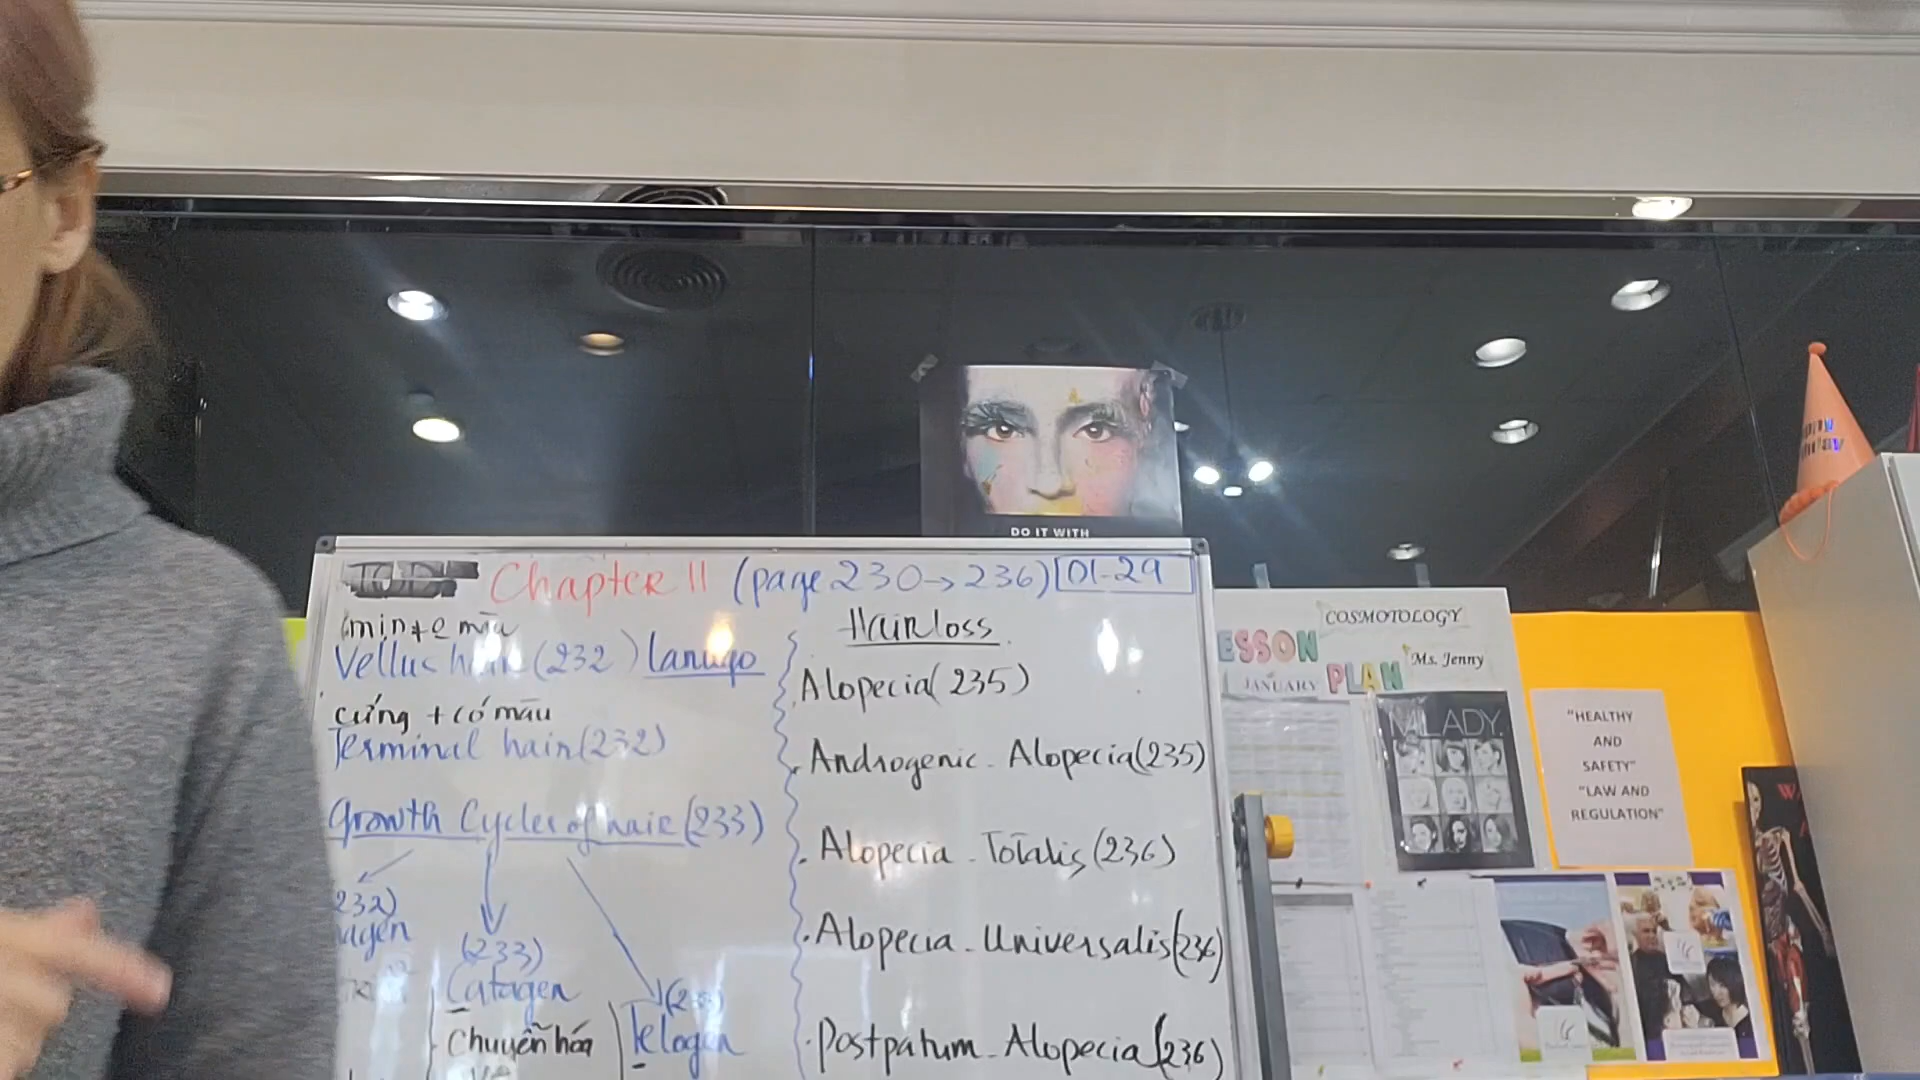 DO IT WITH
Chapter 11 (page 230 → 236) 01-29
Vellus hair (232) Lanugo
cứng + có màu
Terminal hair (232)
Growth Cycles of hair (233)
232)
agen
(233)
Catagen
Chuyển hóa
Telogen
Hair loss
Alopecia (235)
. Androgenic - Alopecia (235)
. Alopecia - Totalis (236)
. Alopecia - Universalis (236)
. Postpatum - Alopecia (236)
COSMOTOLOGY
ESSON
PLAN
Ms. Jenny
JANUARY
MILADY
"HEALTHY
AND
SAFETY"
"LAW AND
REGULATION"